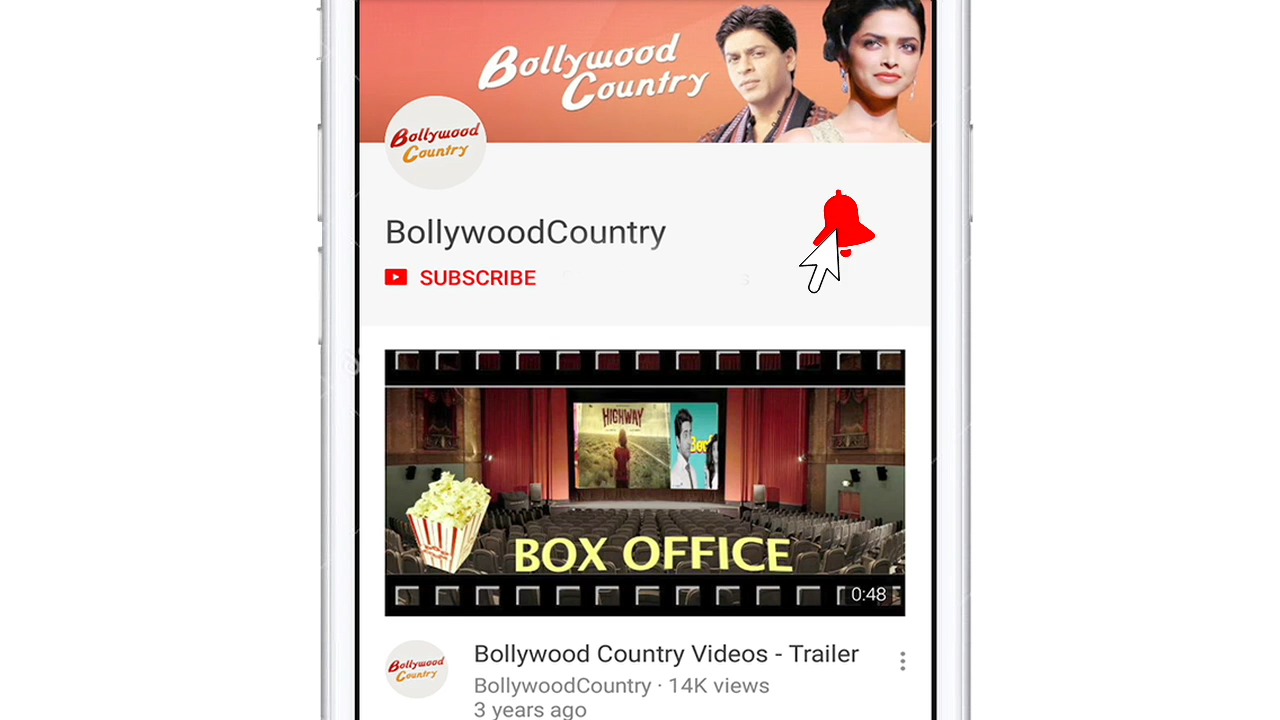 Bollywood
Country
Bollywood
Country
BollywoodCountry
SUBSCRIBE
HIGHWAY
BOX OFFICE
0:48
Bollywood
Country
Bollywood Country Videos - Trailer
BollywoodCountry · 14K views
3 years ago